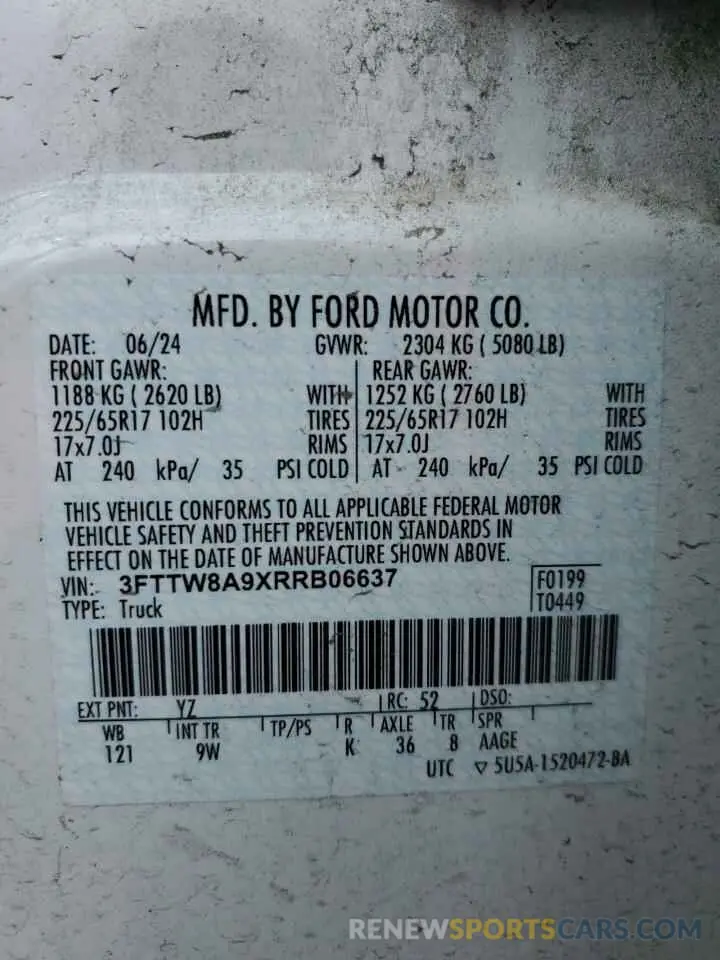 MFD. BY FORD MOTOR CO.
DATE: 06/24 GVWR: 2304 KG ( 5080 LB)
FRONT GAWR: REAR GAWR:
1188 KG ( 2620 LB) WITH 1252 KG ( 2760 LB) WITH
225/65R17 102H TIRES 225/65R17 102H TIRES
17x7.0J RIMS 17x7.0J RIMS
AT 240 kPa/ 35 PSI COLD AT 240 kPa/ 35 PSI COLD
THIS VEHICLE CONFORMS TO ALL APPLICABLE FEDERAL MOTOR
VEHICLE SAFETY AND THEFT PREVENTION STANDARDS IN
EFFECT ON THE DATE OF MANUFACTURE SHOWN ABOVE.
VIN: 3FTTW8A9XRRB06637 F0199
TYPE: Truck T0449
EXT PNT: YZ RC: 52 DSO:
WB INT TR TP/PS R AXLE TR SPR
121 9W K 36 8 AAGE
UTC ▽ 5U5A-1520472-BA
RENEWSPORTSCARS.COM